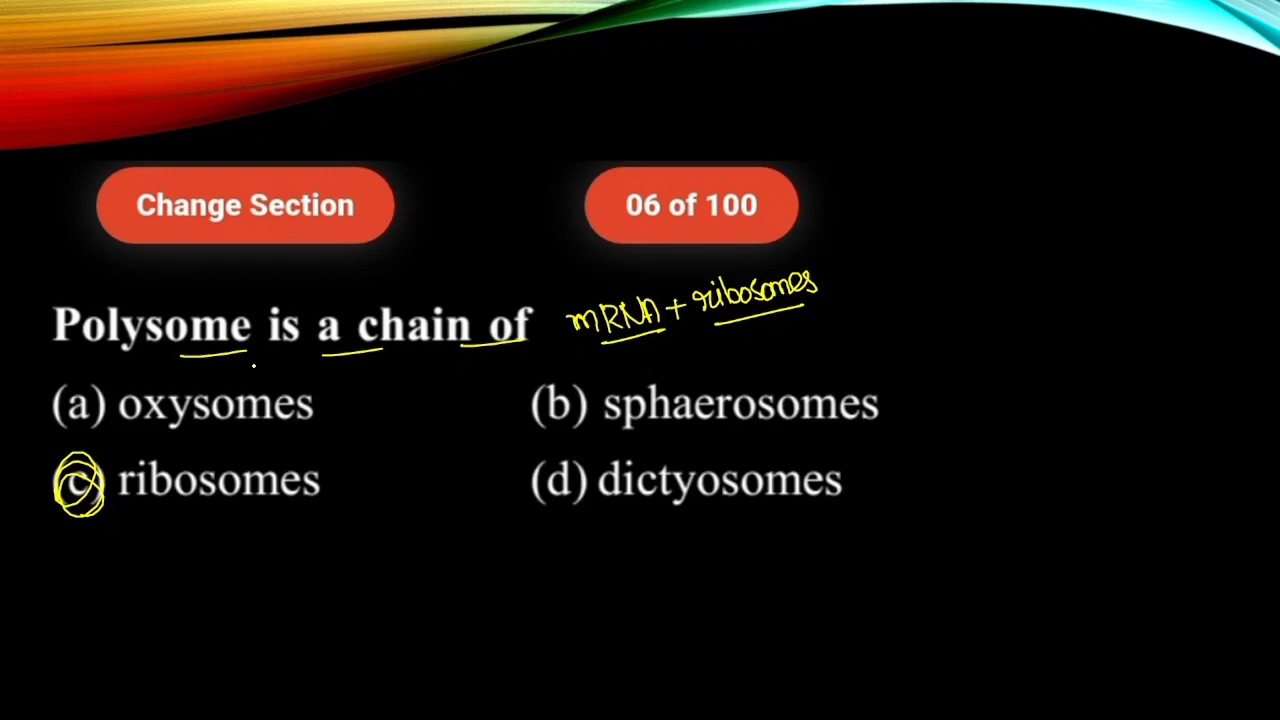 Change Section
06 of 100
Polysome is a chain of mRNA + ribosomes
(a) oxysomes (b) sphaerosomes
(c) ribosomes (d) dictyosomes